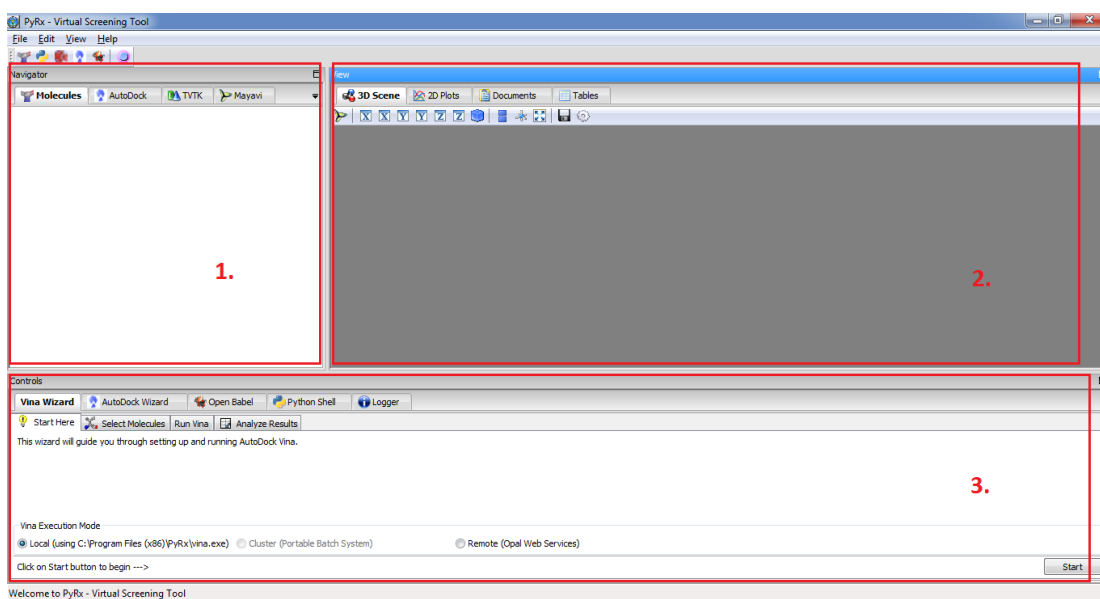 PyRx - Virtual Screening Tool
File Edit View Help
Navigator
View
Molecules AutoDock TVTK Mayavi
3D Scene 2D Plots Documents Tables
X X Y Y Z Z
1.
2.
Controls
Vina Wizard AutoDock Wizard Open Babel Python Shell Logger
Start Here Select Molecules Run Vina Analyze Results
This wizard will guide you through setting up and running AutoDock Vina.
3.
Vina Execution Mode
Local (using C:\Program Files (x86)\PyRx\vina.exe) Cluster (Portable Batch System) Remote (Opal Web Services)
Click on Start button to begin ---> Start
Welcome to PyRx - Virtual Screening Tool